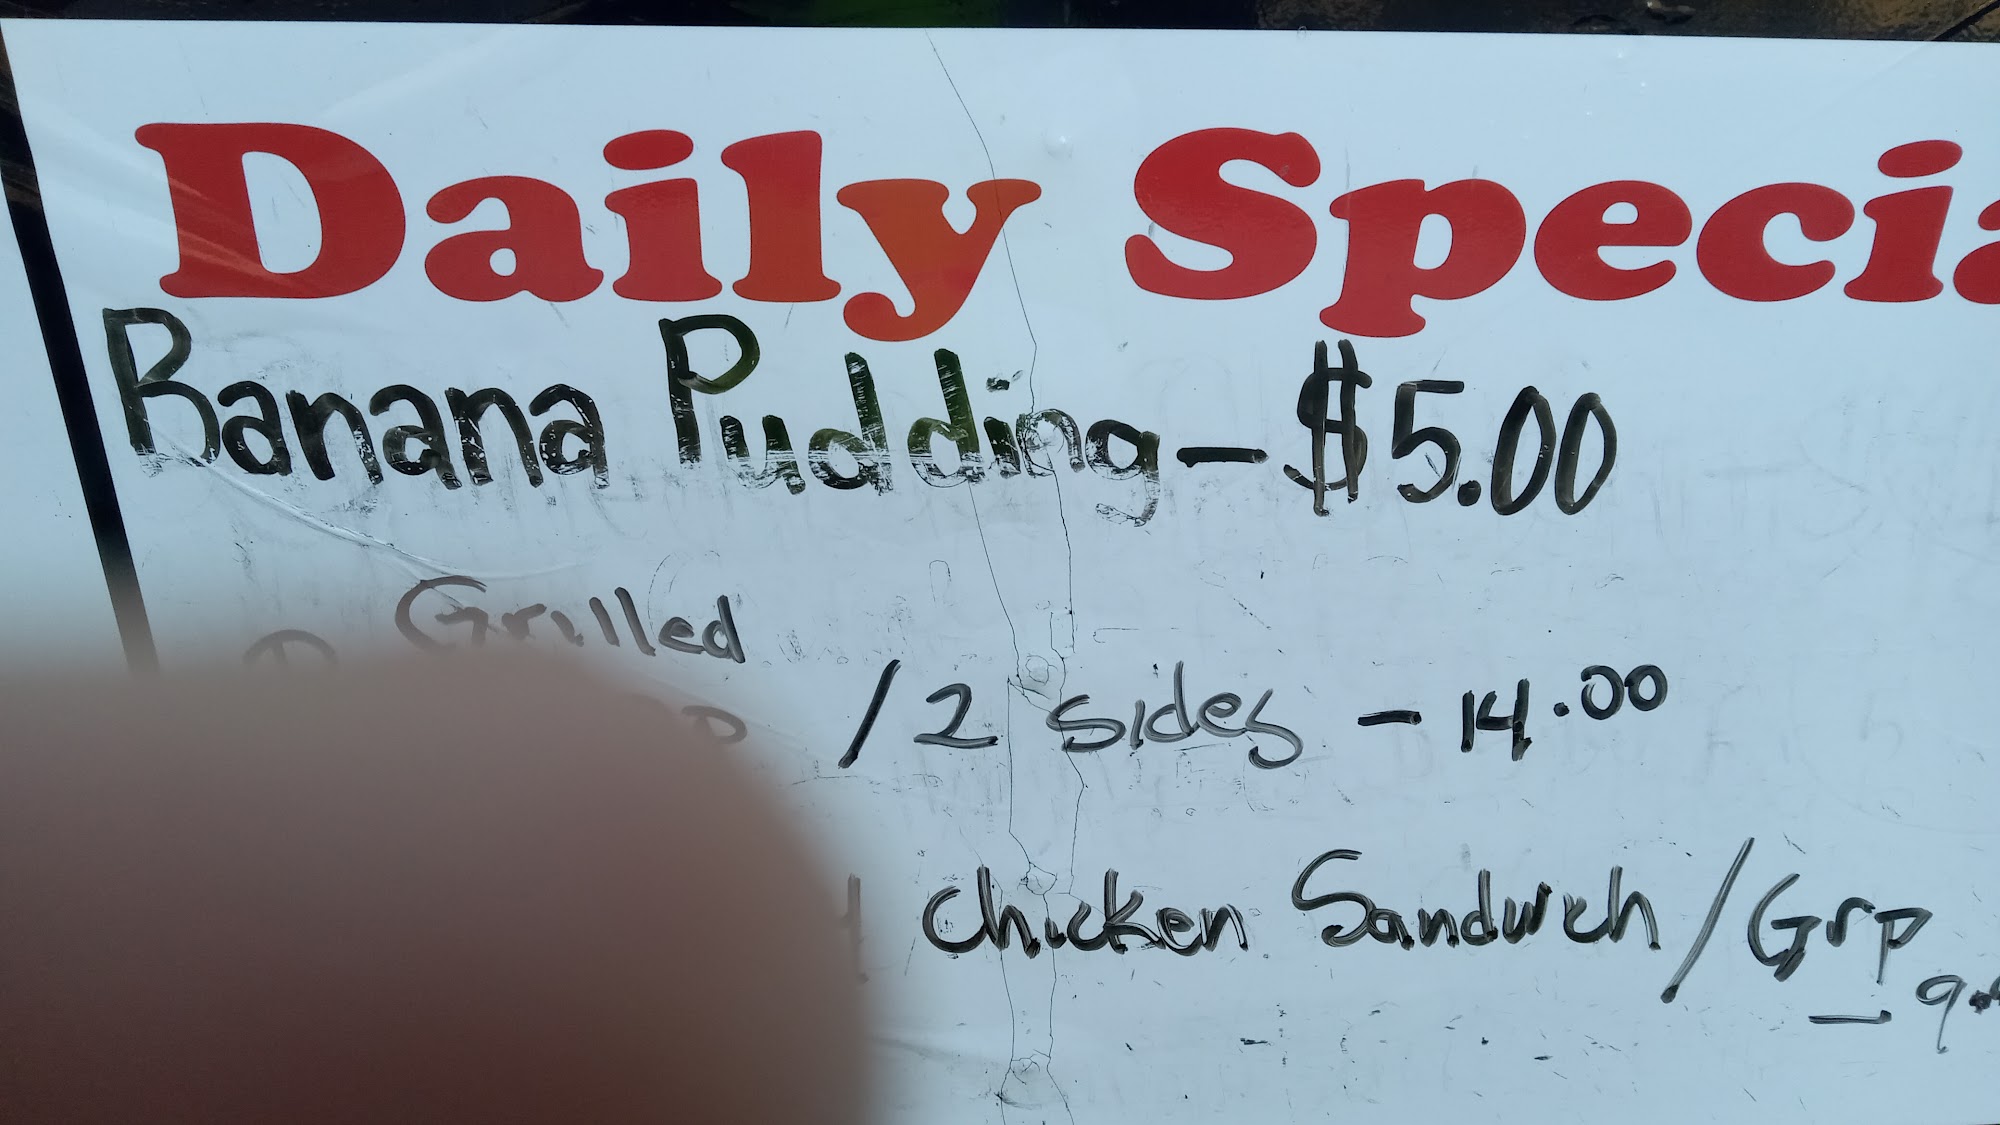 Daily Specia
Banana Pudding - $5.00
Grilled
/ 2 sides - 14.00
Chicken Sandwich / Grp